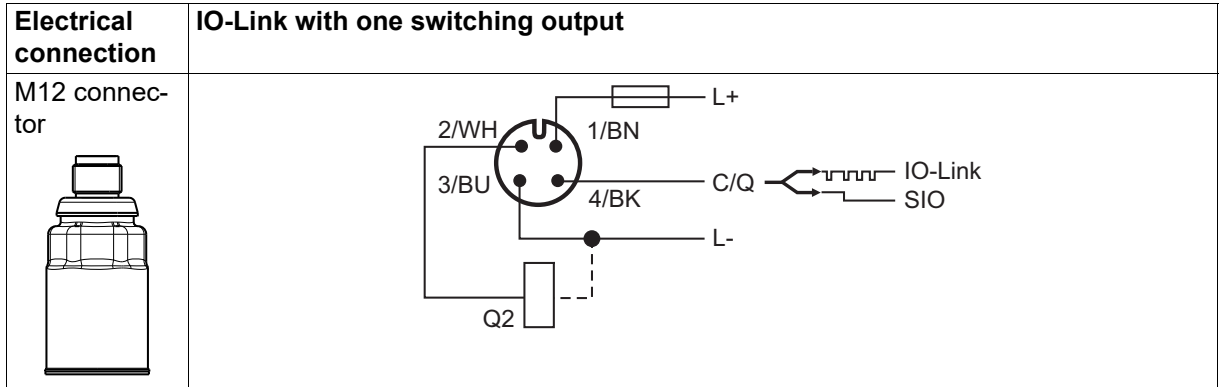 Electrical
connection
IO-Link with one switching output
M12 connec-
tor
L+
2/WH
1/BN
3/BU
4/BK
C/Q
IO-Link
SIO
L-
Q2